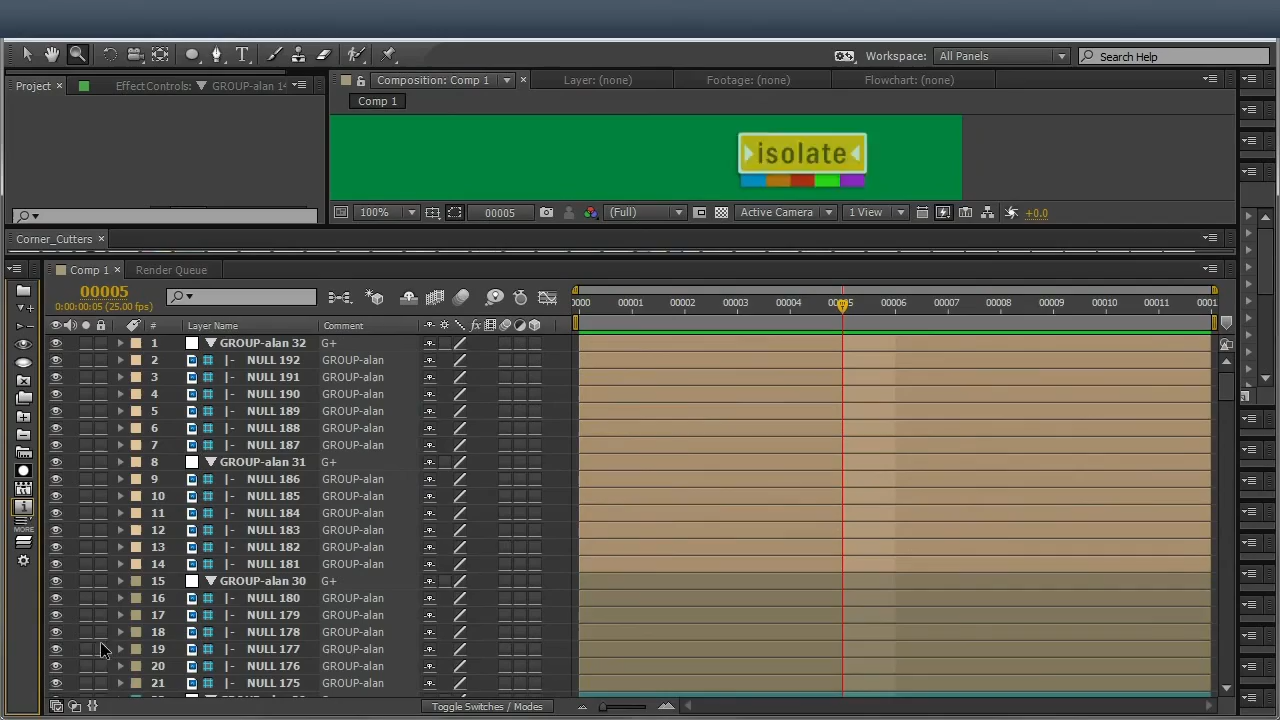 Workspace: All Panels Search Help
Project × Effect Controls: GROUP-alan 14
Composition: Comp 1 × Layer: (none) Footage: (none) Flowchart: (none)
Comp 1
isolate
100% 00005 (Full) Active Camera 1 View +0.0
Corner_Cutters ×
Comp 1 × Render Queue
00005
0:00:00:05 (25.00 fps)
0000 00001 00002 00003 00004 00005 00006 00007 00008 00009 00010 00011 0001
# Layer Name Comment fx
1 GROUP-alan 32 G+
2 |- NULL 192 GROUP-alan
3 |- NULL 191 GROUP-alan
4 |- NULL 190 GROUP-alan
5 |- NULL 189 GROUP-alan
6 |- NULL 188 GROUP-alan
7 |- NULL 187 GROUP-alan
8 GROUP-alan 31 G+
9 |- NULL 186 GROUP-alan
10 |- NULL 185 GROUP-alan
11 |- NULL 184 GROUP-alan
12 |- NULL 183 GROUP-alan
13 |- NULL 182 GROUP-alan
14 |- NULL 181 GROUP-alan
15 GROUP-alan 30 G+
16 |- NULL 180 GROUP-alan
17 |- NULL 179 GROUP-alan
18 |- NULL 178 GROUP-alan
19 |- NULL 177 GROUP-alan
20 |- NULL 176 GROUP-alan
21 |- NULL 175 GROUP-alan
MORE
Toggle Switches / Modes